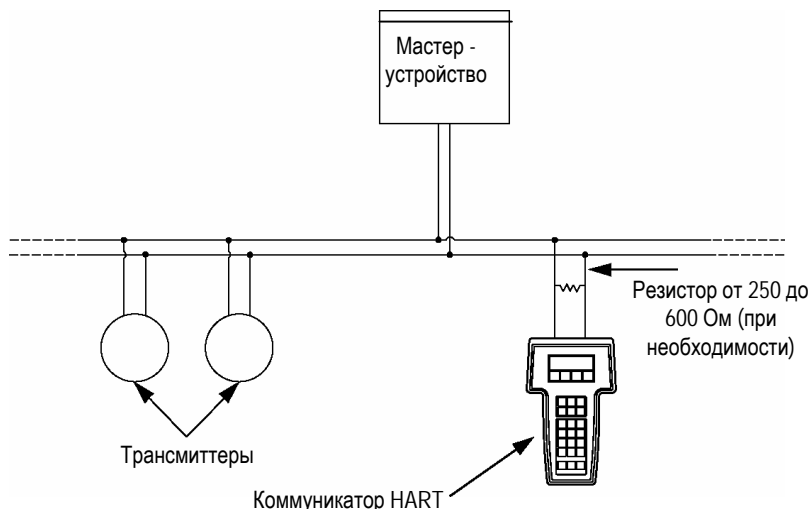 Мастер -
устройство
Резистор от 250 до
600 Ом (при
необходимости)
Трансмиттеры
Коммуникатор HART